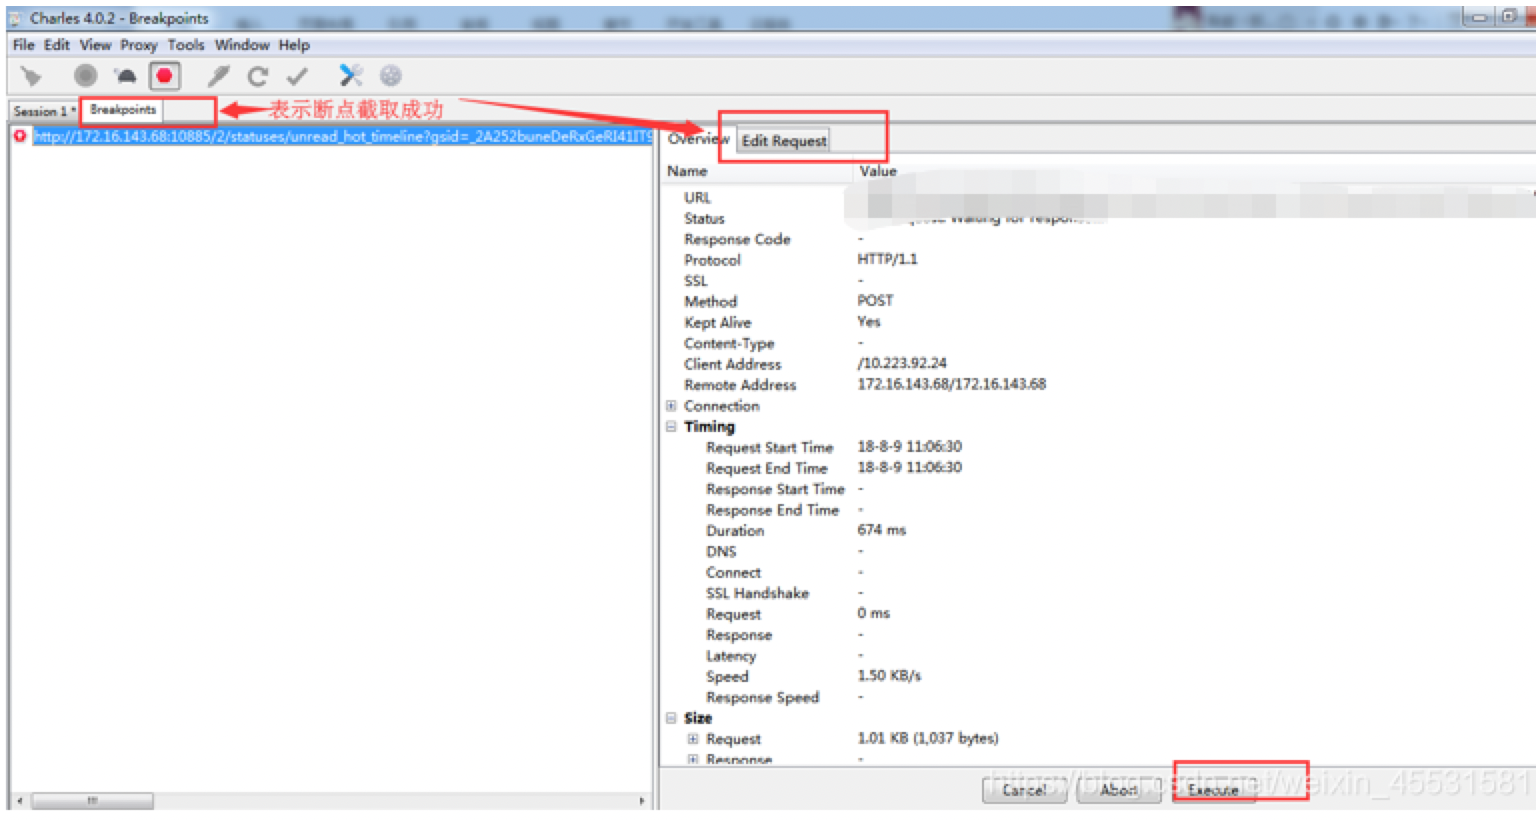 Charles 4.0.2 - Breakpoints
File Edit View Proxy Tools Window Help
Session 1 * Breakpoints
表示断点截取成功
http://172.16.143.68:10885/2/statuses/unread_hot_timeline?gsid=_2A252buneDeRxGeRI41IT9
Overview Edit Request
Name Value
URL
Status Waiting for response
Response Code -
Protocol HTTP/1.1
SSL -
Method POST
Kept Alive Yes
Content-Type -
Client Address /10.223.92.24
Remote Address 172.16.143.68/172.16.143.68
Connection
Timing
Request Start Time 18-8-9 11:06:30
Request End Time 18-8-9 11:06:30
Response Start Time -
Response End Time -
Duration 674 ms
DNS -
Connect -
SSL Handshake -
Request 0 ms
Response -
Latency -
Speed 1.50 KB/s
Response Speed -
Size
Request 1.01 KB (1,037 bytes)
Response -
Cancel Abort Execute
https://blog.csdn.net/weixin_45531581